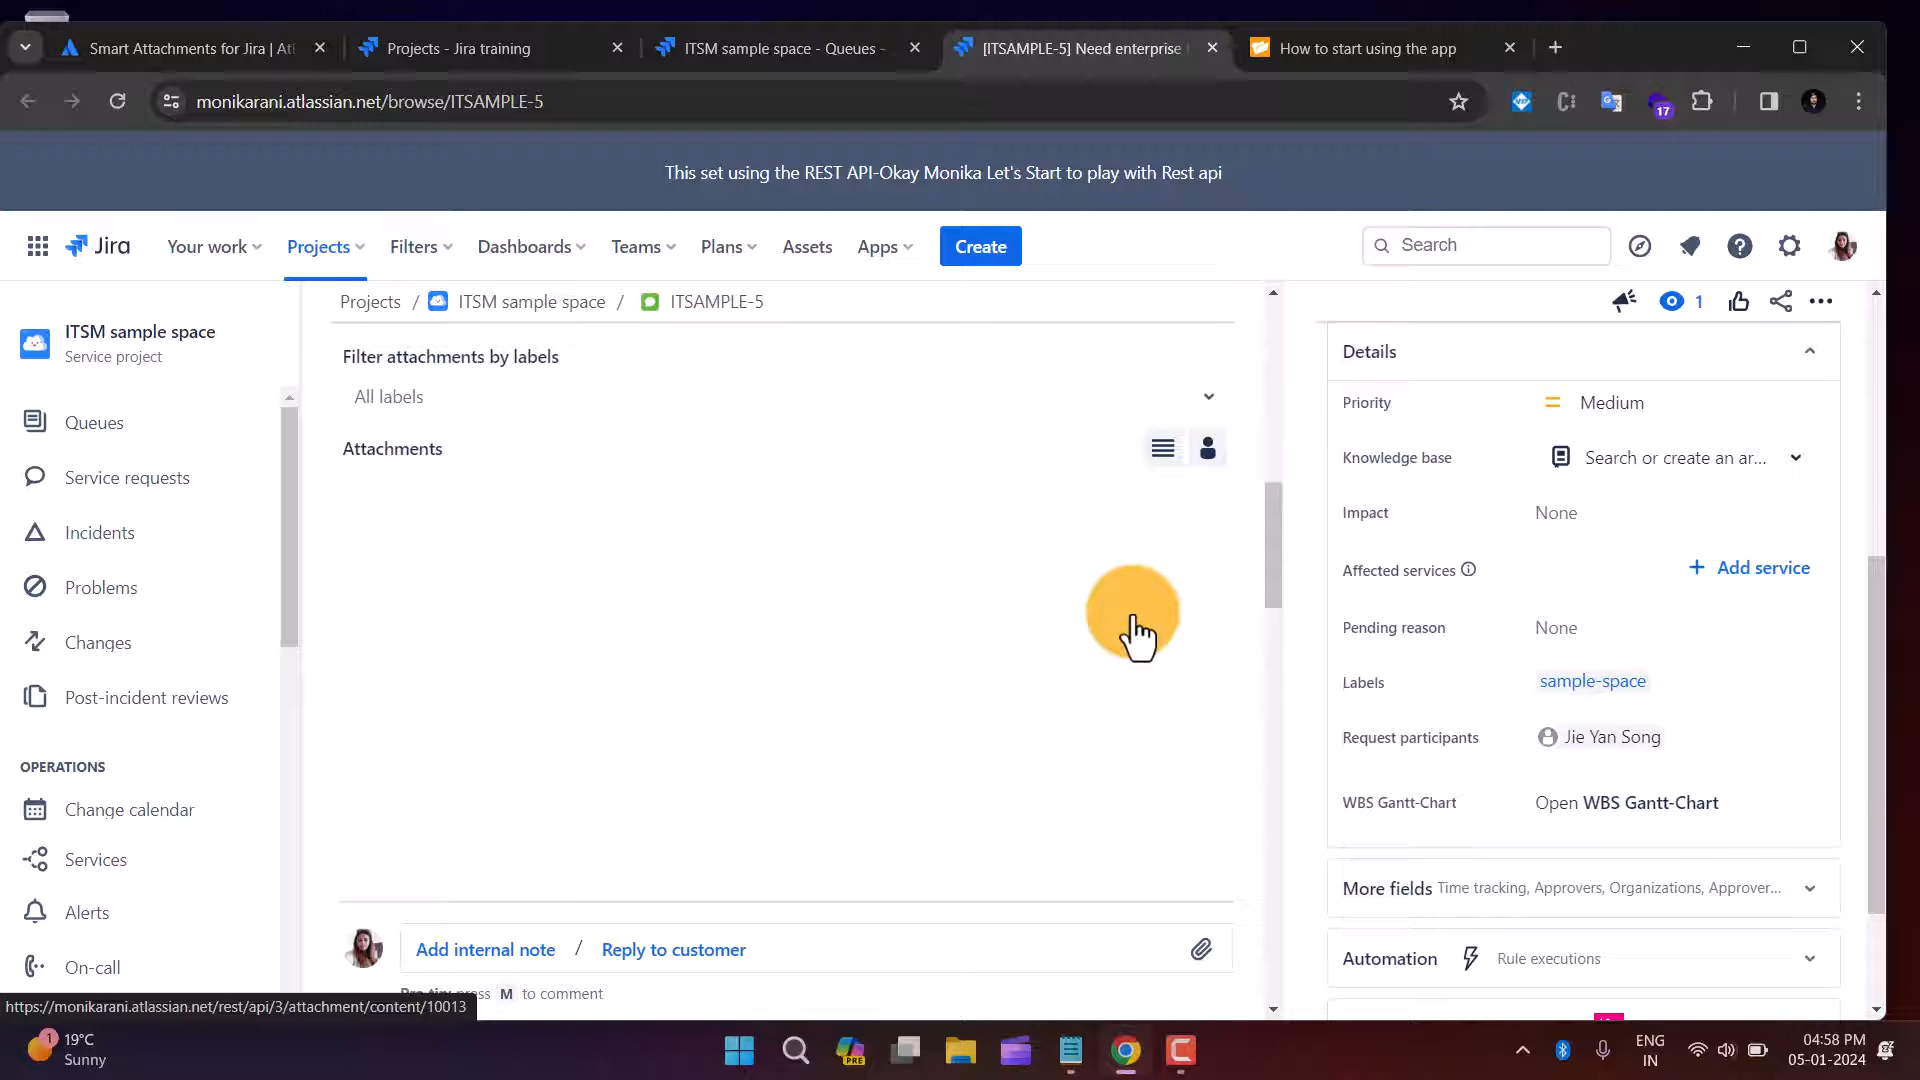 Smart Attachments for Jira | Atl
Projects - Jira training
ITSM sample space - Queues -
[ITSAMPLE-5] Need enterprise
How to start using the app
monikarani.atlassian.net/browse/ITSAMPLE-5
17
This set using the REST API-Okay Monika Let's Start to play with Rest api
Jira
Your work
Projects
Filters
Dashboards
Teams
Plans
Assets
Apps
Create
Search
ITSM sample space
Service project
Queues
Service requests
Incidents
Problems
Changes
Post-incident reviews
OPERATIONS
Change calendar
Services
Alerts
On-call
Projects / ITSM sample space / ITSAMPLE-5
1
Filter attachments by labels
All labels
Attachments
Add internal note / Reply to customer
press M to comment
Details
Priority Medium
Knowledge base Search or create an ar...
Impact None
Affected services + Add service
Pending reason None
Labels sample-space
Request participants Jie Yan Song
WBS Gantt-Chart Open WBS Gantt-Chart
More fields Time tracking, Approvers, Organizations, Approver...
Automation Rule executions
https://monikarani.atlassian.net/rest/api/3/attachment/content/10013
1
19°C
Sunny
PRE
ENG
IN
04:58 PM
05-01-2024